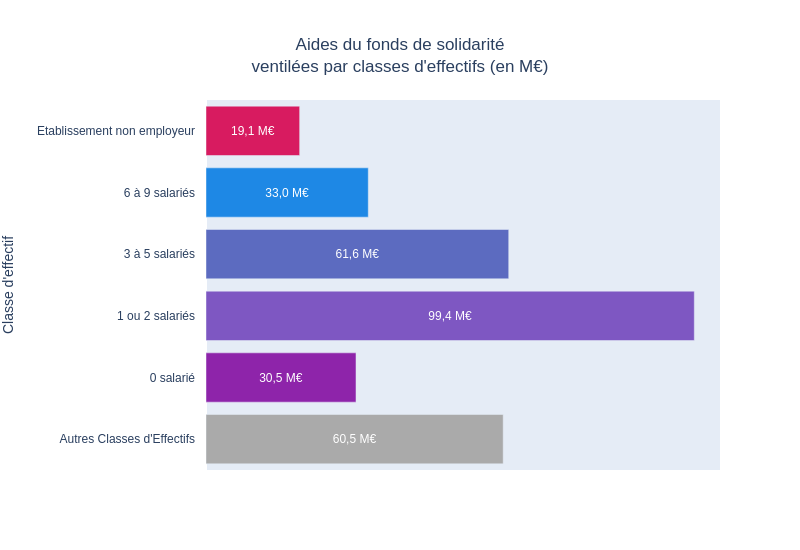 Aides du fonds de solidarité
ventilées par classes d'effectifs (en M€)
Classe d'effectif
Etablissement non employeur
19,1 M€
6 à 9 salariés
33,0 M€
3 à 5 salariés
61,6 M€
1 ou 2 salariés
99,4 M€
0 salarié
30,5 M€
Autres Classes d'Effectifs
60,5 M€